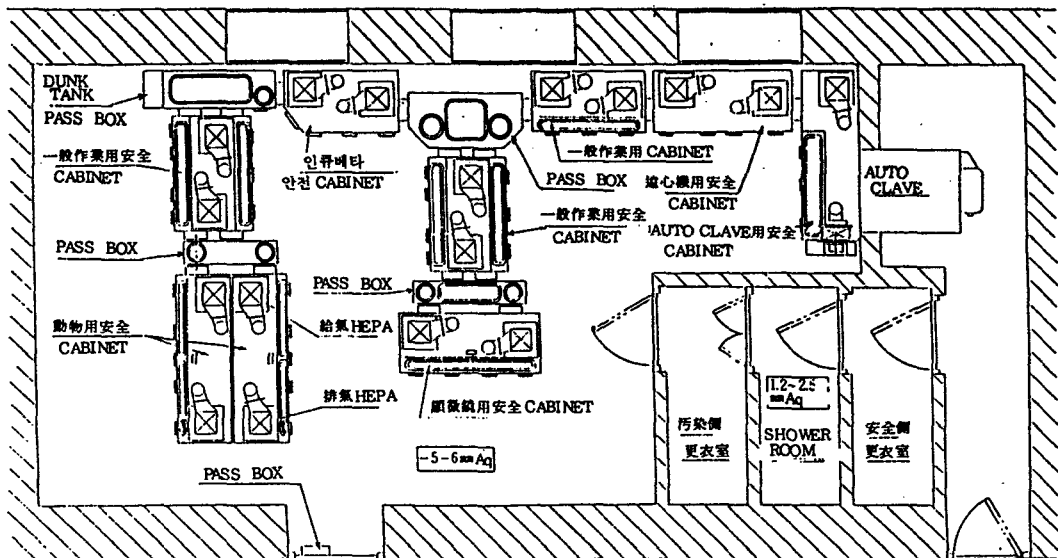 DUNK
TANK
PASS BOX
一般作業用安全
CABINET
PASS BOX
動物用安全
CABINET
인큐베타
안전 CABINET
給氣 HEPA
排氣 HEPA
PASS BOX
PASS BOX
一般作業用 CABINET
PASS BOX
一般作業用安全
CABINET
遠心機用安全
CABINET
AUTO CLAVE用安全
CABINET
AUTO
CLAVE
顕微鏡用安全 CABINET
-5-6mmAq
汚染側
更衣室
1.2~2.5
mmAq
SHOWER
ROOM
安全側
更衣室